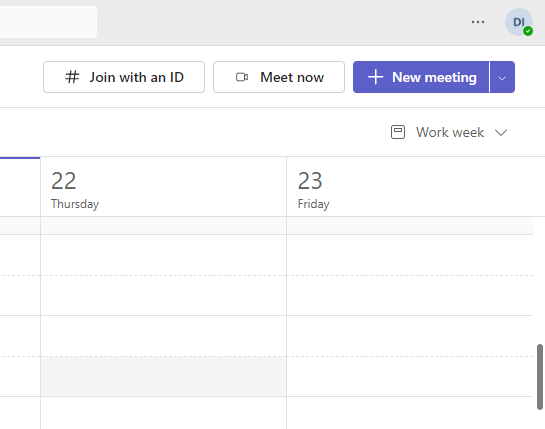 DI
# Join with an ID
Meet now
New meeting
Work week
22
Thursday
23
Friday